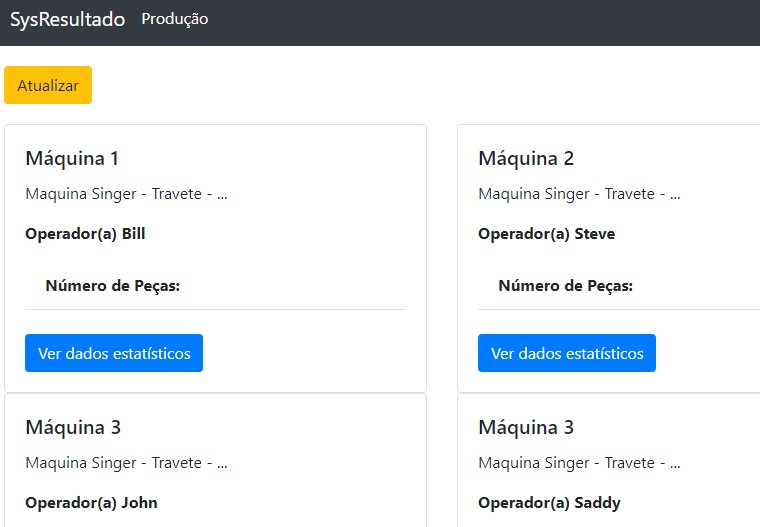 SysResultado Produção
Atualizar
Máquina 1
Maquina Singer - Travete - ...
Operador(a) Bill
Número de Peças:
Ver dados estatísticos
Máquina 2
Maquina Singer - Travete - ...
Operador(a) Steve
Número de Peças:
Ver dados estatísticos
Máquina 3
Maquina Singer - Travete - ...
Operador(a) John
Máquina 3
Maquina Singer - Travete - ...
Operador(a) Saddy